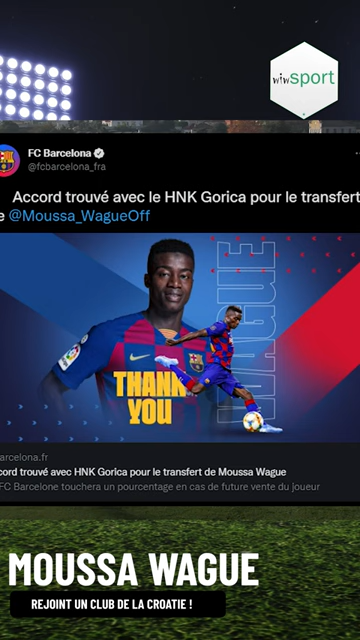 wiwsport
FC Barcelona
@fcbarcelona_fra
Accord trouvé avec le HNK Gorica pour le transfert
e @Moussa_WagueOff
WAGUE
THANK
YOU
arcelona.fr
cord trouvé avec HNK Gorica pour le transfert de Moussa Wague
FC Barcelone touchera un pourcentage en cas de future vente du joueur
MOUSSA WAGUE
REJOINT UN CLUB DE LA CROATIE !